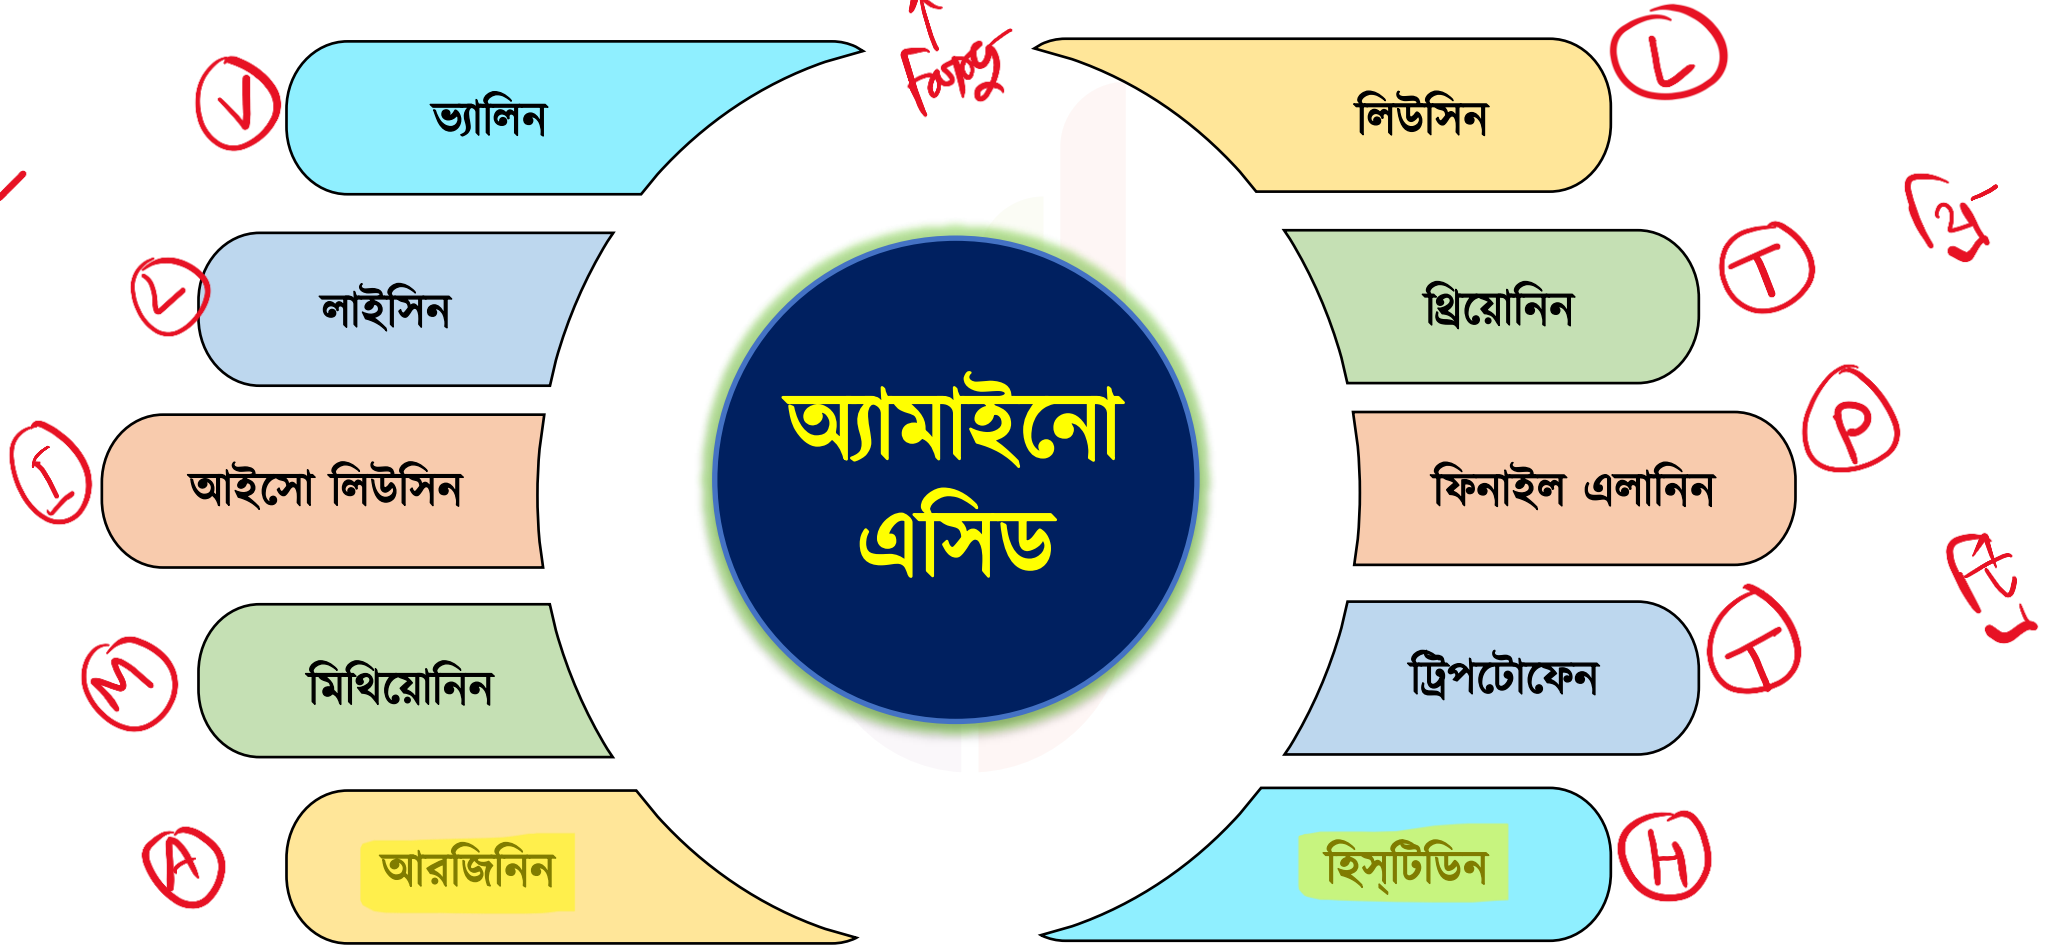 শিশু
V ভ্যালিন
লিউসিন L
L লাইসিন
থ্রিয়োনিন T
থ্রি
I আইসো লিউসিন
ফিনাইল এলানিন P
অ্যামাইনো
এসিড
M মিথিয়োনিন
ট্রিপটোফেন T
ট্রি
A আরজিনিন
হিস্‌টিডিন H